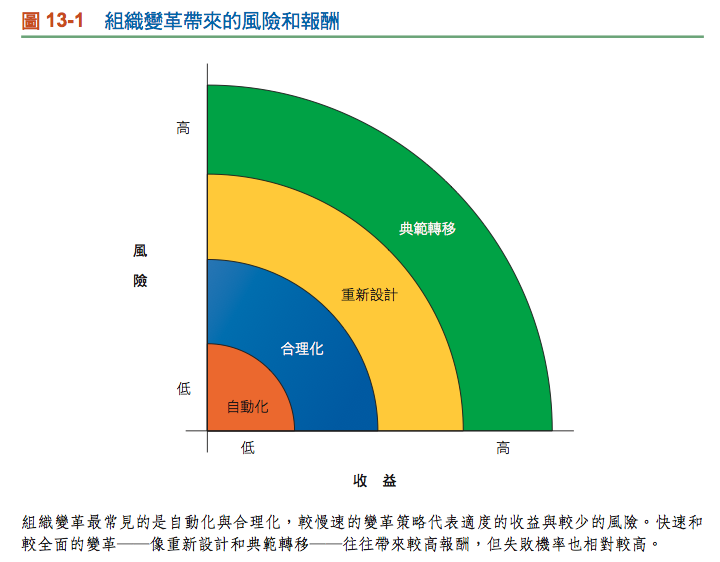 圖 13-1 組織變革帶來的風險和報酬
高
典範轉移
風
險
重新設計
合理化
低
自動化
低
高
收 益
組織變革最常見的是自動化與合理化，較慢速的變革策略代表適度的收益與較少的風險。快速和
較全面的變革——像重新設計和典範轉移——往往帶來較高報酬，但失敗機率也相對較高。